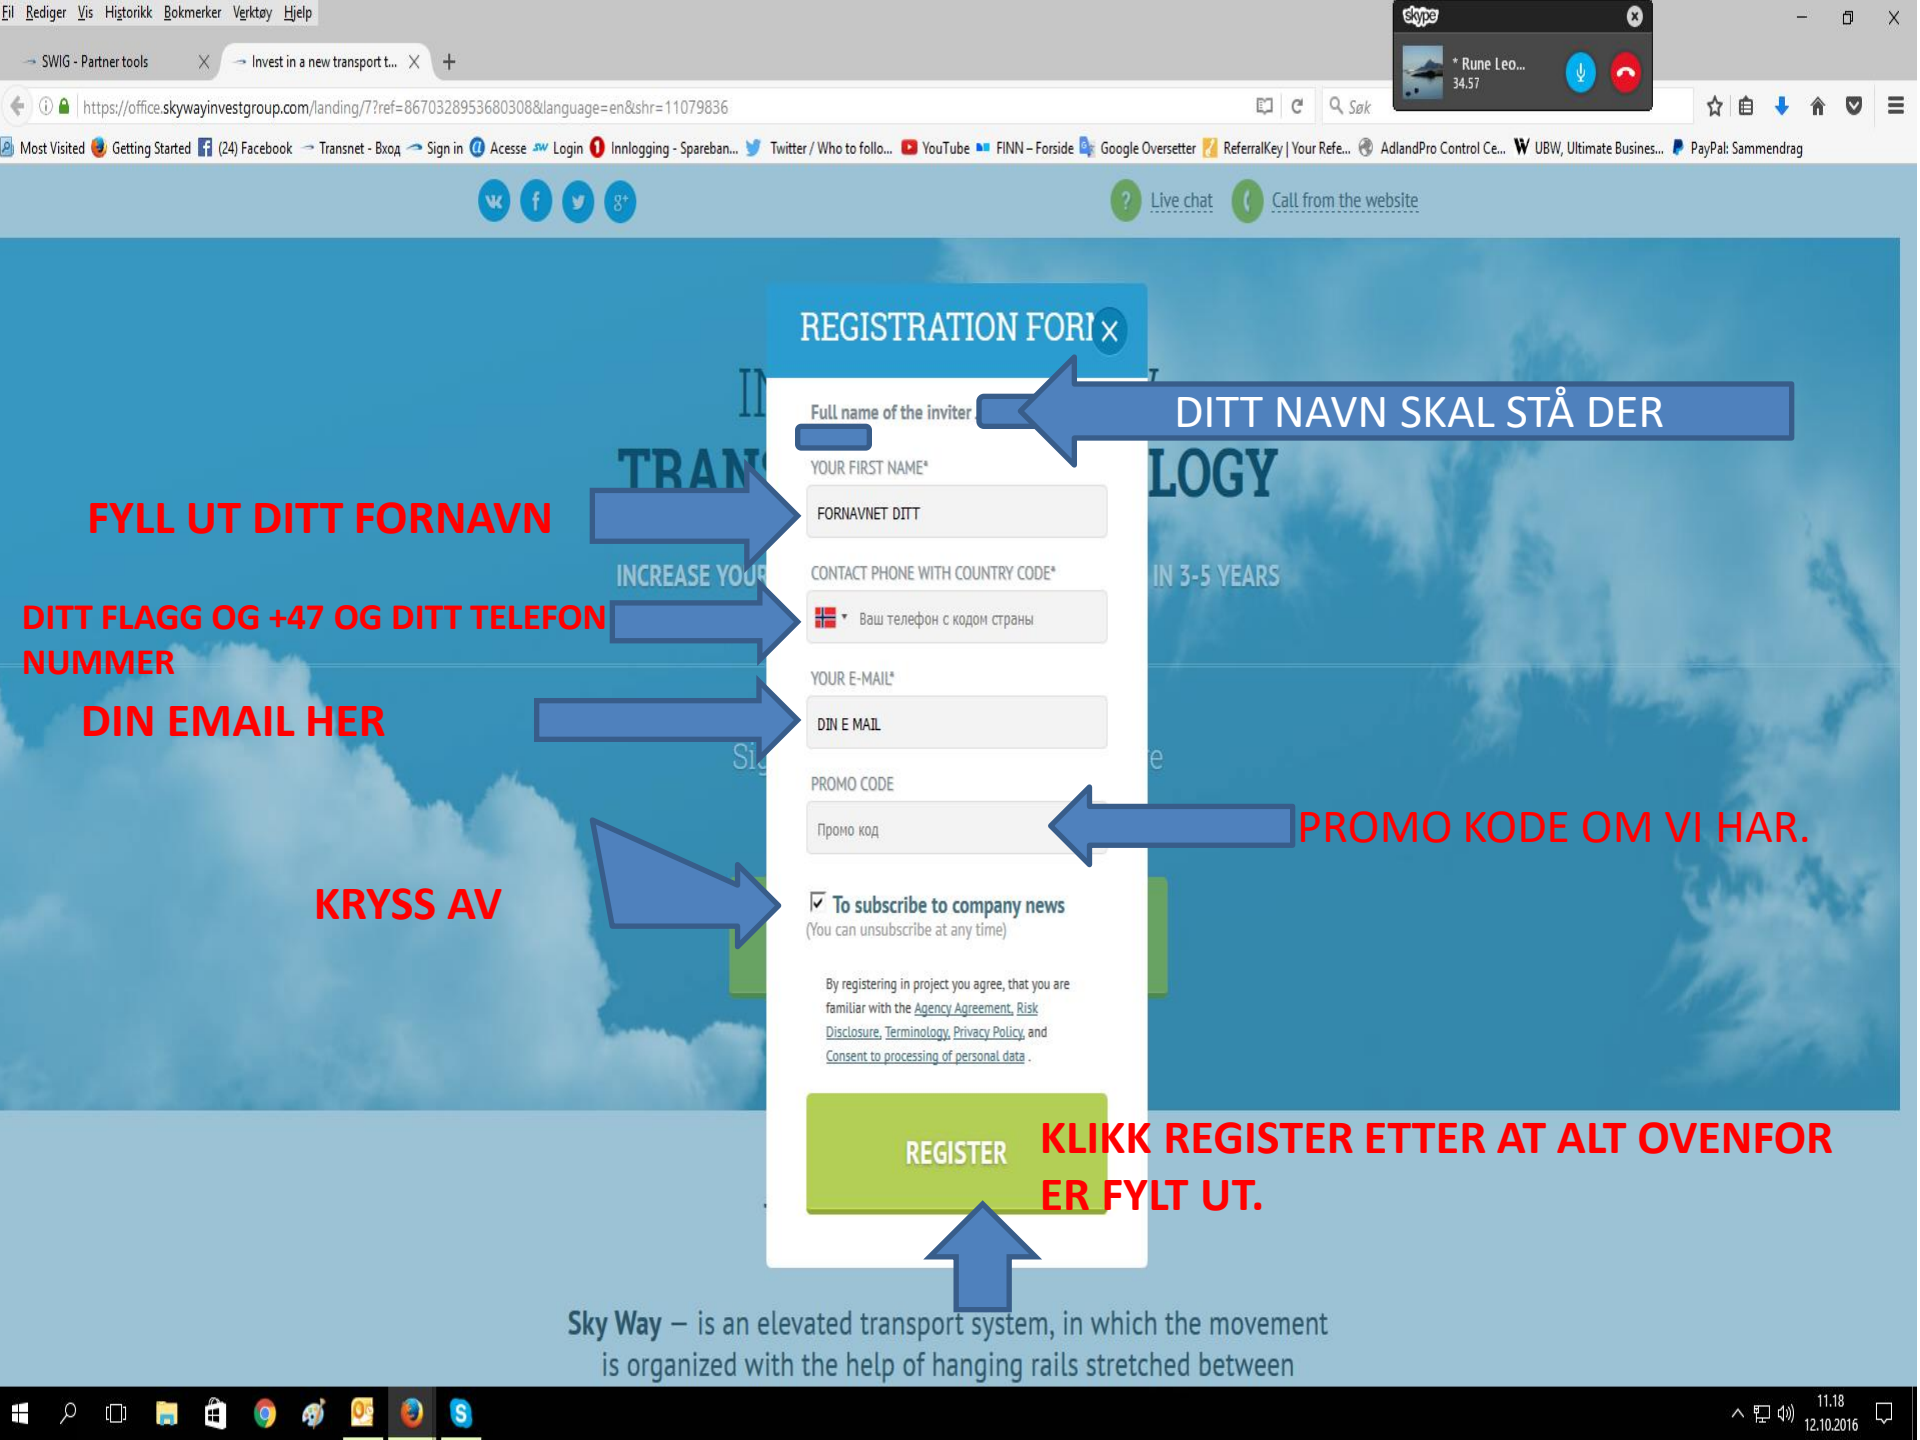 Fil Rediger Vis Historikk Bokmerker Verktøy Hjelp
skype
* Rune Leo...
34.57
SWIG - Partner tools
Invest in a new transport t...
https://office.skywayinvestgroup.com/landing/7?ref=8670328953680308&language=en&shr=11079836
Søk
Most Visited Getting Started (24) Facebook Transnet - Вход Sign in Acesse Login Innlogging - Spareban... Twitter / Who to follo... YouTube FINN – Forside Google Oversetter ReferralKey | Your Refe... AdlandPro Control Ce... UBW, Ultimate Busines... PayPal: Sammendrag
Live chat
Call from the website
REGISTRATION FOR
Full name of the inviter
DITT NAVN SKAL STÅ DER
TRANS LOGY
YOUR FIRST NAME*
FORNAVNET DITT
FYLL UT DITT FORNAVN
INCREASE YOUR IN 3-5 YEARS
CONTACT PHONE WITH COUNTRY CODE*
Ваш телефон с кодом страны
DITT FLAGG OG +47 OG DITT TELEFON
NUMMER
YOUR E-MAIL*
DIN E MAIL
DIN EMAIL HER
PROMO CODE
Промо код
PROMO KODE OM VI HAR.
KRYSS AV
To subscribe to company news
(You can unsubscribe at any time)
By registering in project you agree, that you are
familiar with the Agency Agreement, Risk
Disclosure, Terminology, Privacy Policy, and
Consent to processing of personal data .
REGISTER
KLIKK REGISTER ETTER AT ALT OVENFOR
ER FYLT UT.
Sky Way – is an elevated transport system, in which the movement
is organized with the help of hanging rails stretched between
11.18
12.10.2016